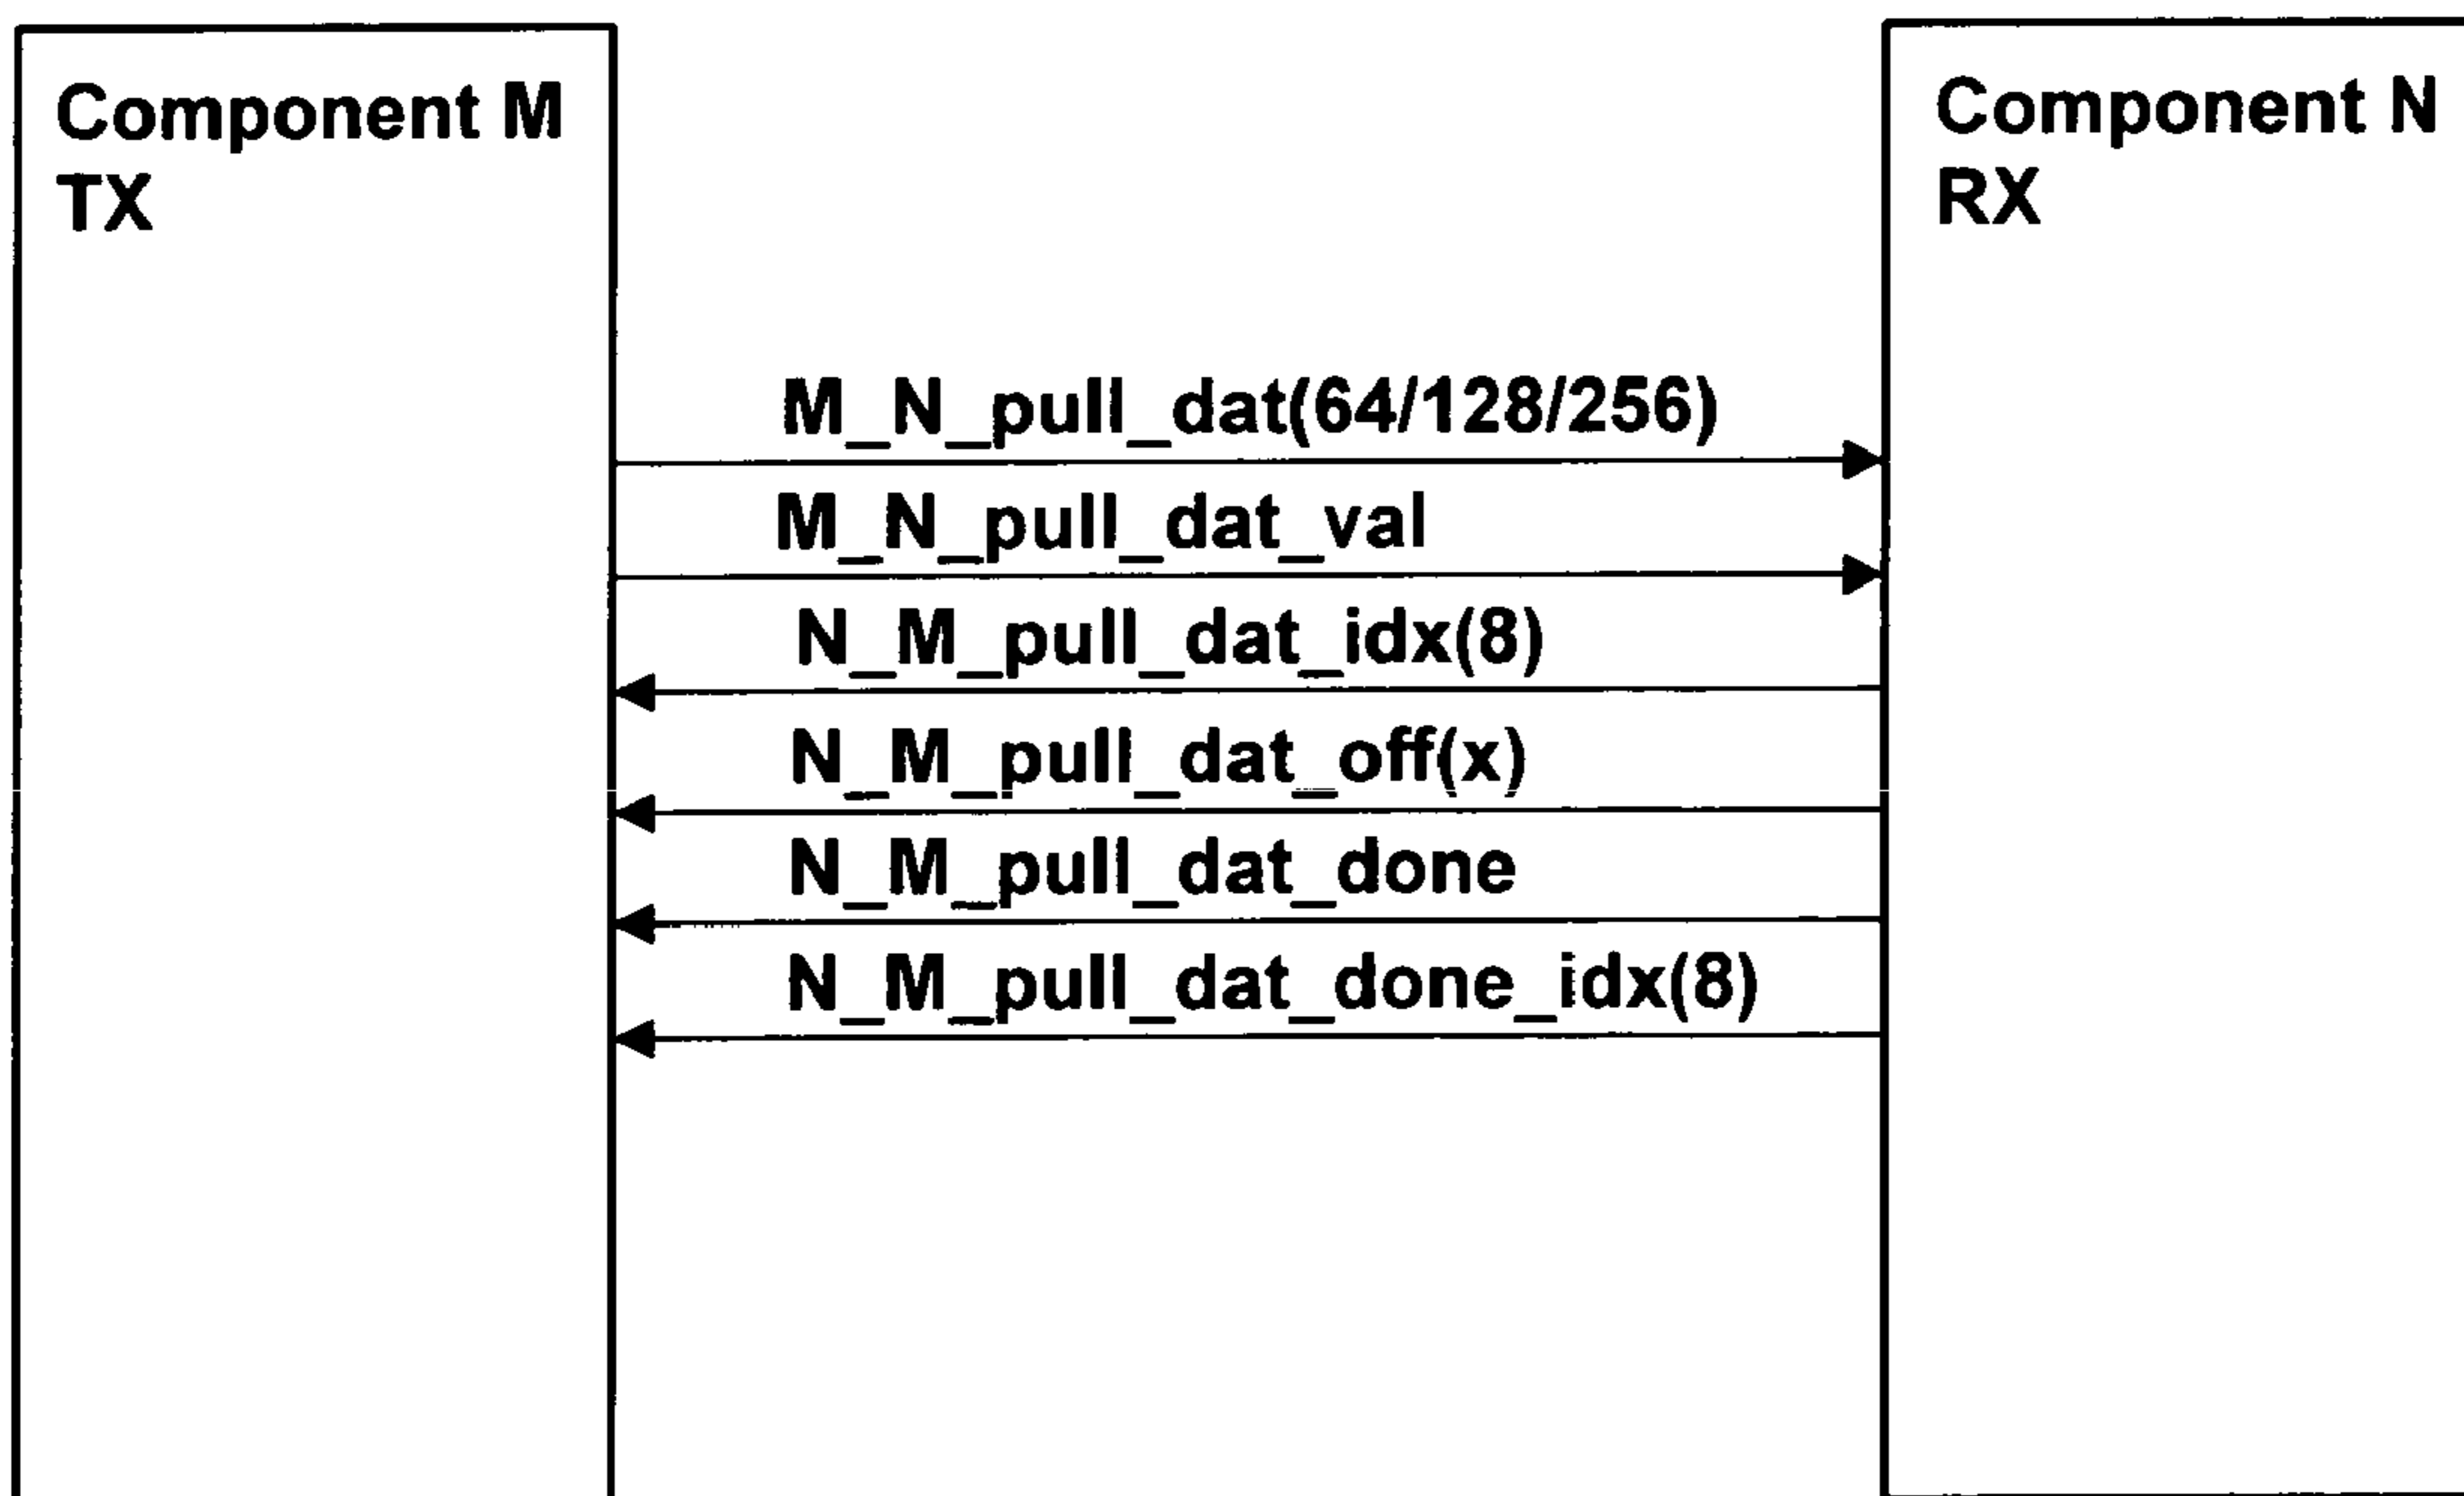 Component M
TX
Component N
RX
M_N_pull_dat(64/128/256)
M_N_pull_dat_val
N_M_pull_dat_idx(8)
N_M_pull_dat_off(x)
N_M_pull_dat_done
N_M_pull_dat_done_idx(8)